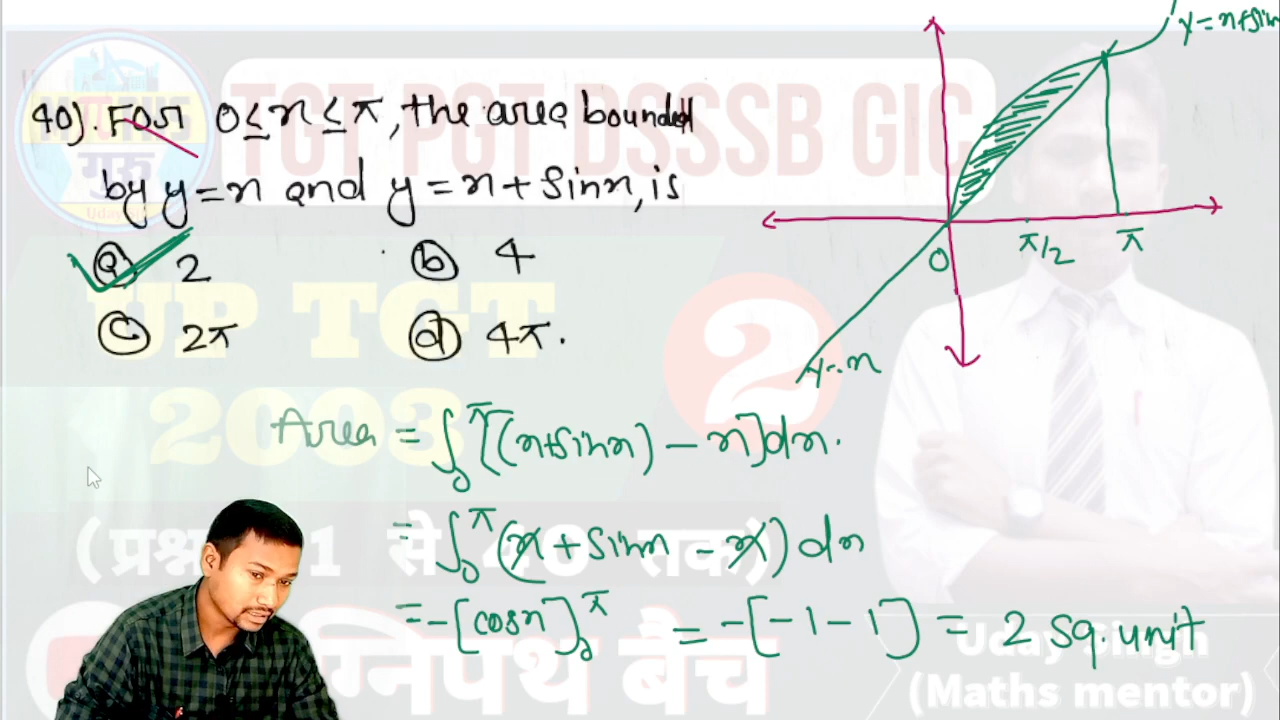 40). For 0≤x≤π, the area bounded
by y=x and y=x+sinx, is
(a) 2 (b) 4
(c) 2π (d) 4π.
y=x+sinx
0 π/2 π
y=x
Area = ∫₀^π [(x+sinx) - x]dx.
= ∫₀^π (x+sinx - x) dx
= -[cosx]₀^π = -[-1-1] = 2 sq. unit
TGT PGT DSSSB GIC
गुरु
UP TGT
2003
2
Uday Singh
(Maths mentor)